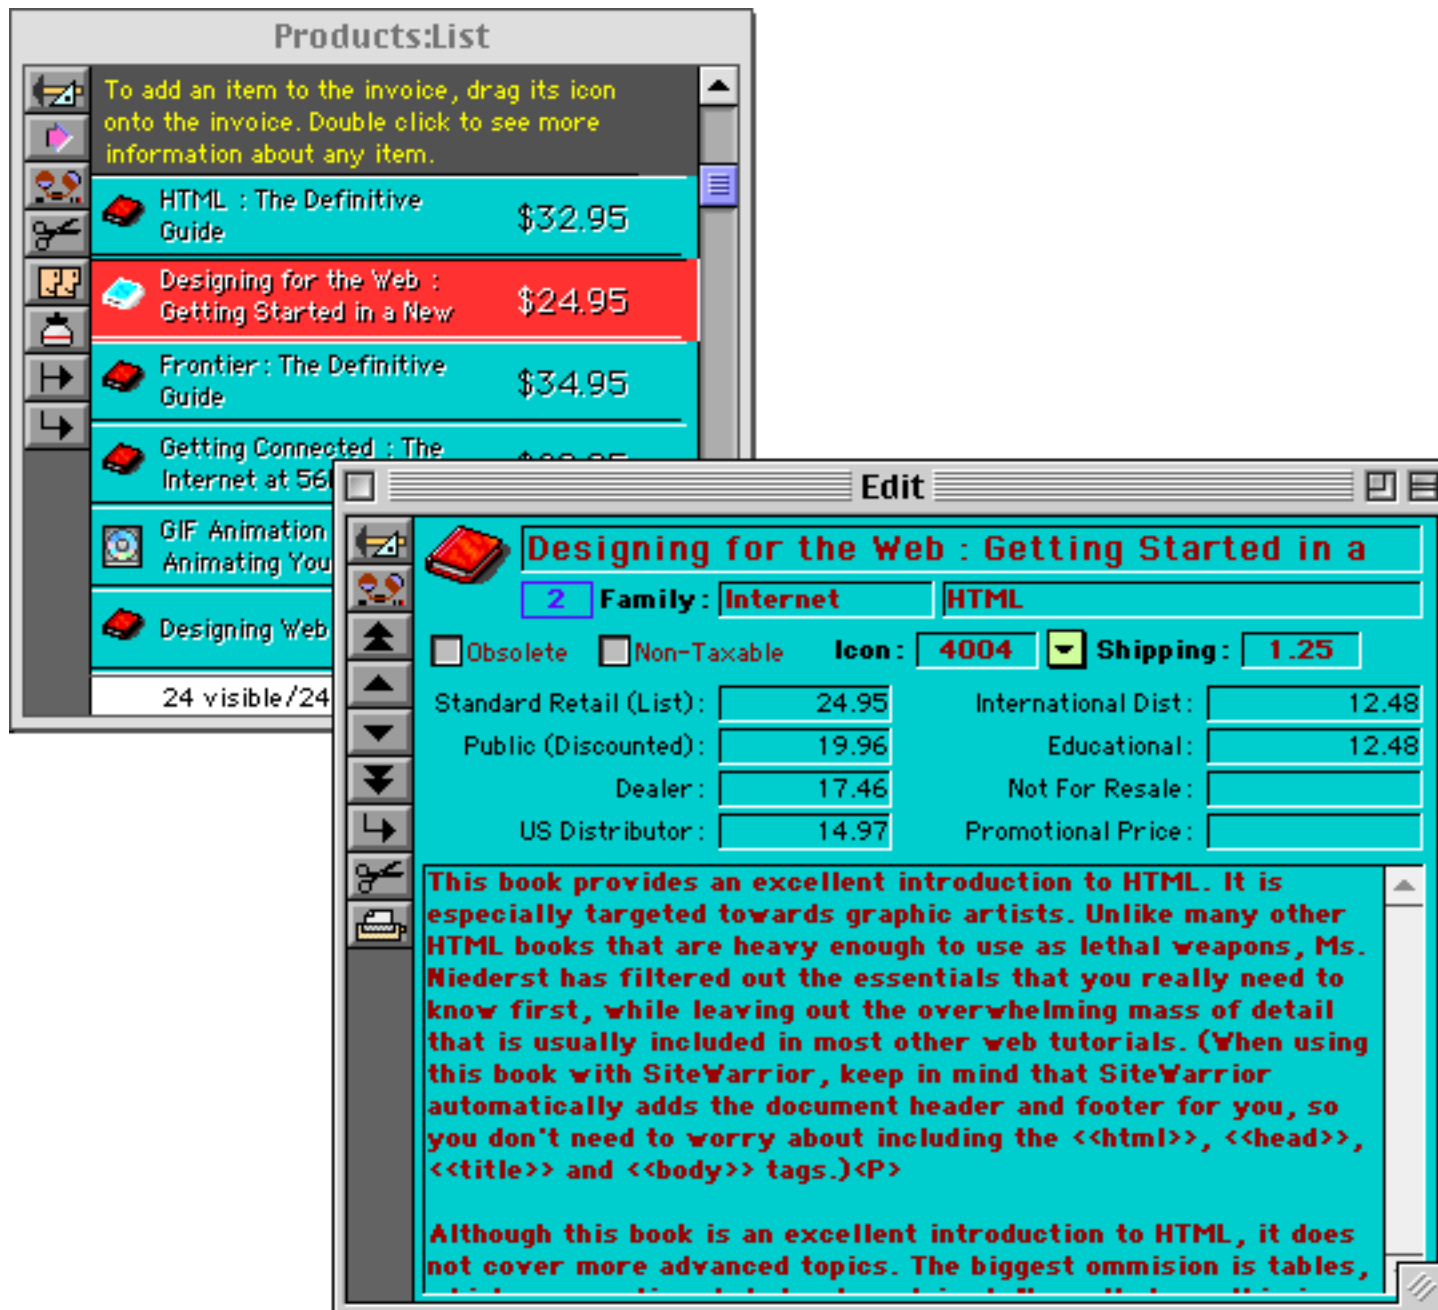 Products:List
To add an item to the invoice, drag its icon
onto the invoice. Double click to see more
information about any item.
HTML : The Definitive
Guide
$32.95
Designing for the Web :
Getting Started in a New
$24.95
Frontier : The Definitive
Guide
$34.95
Getting Connected : The
Internet at 56
GIF Animation
Animating You
Designing Web
24 visible/24
Edit
Designing for the Web : Getting Started in a
2 Family: Internet HTML
Obsolete Non-Taxable Icon: 4004 Shipping: 1.25
Standard Retail (List): 24.95 International Dist: 12.48
Public (Discounted): 19.96 Educational: 12.48
Dealer: 17.46 Not For Resale:
US Distributor: 14.97 Promotional Price:
This book provides an excellent introduction to HTML. It is
especially targeted towards graphic artists. Unlike many other
HTML books that are heavy enough to use as lethal weapons, Ms.
Niederst has filtered out the essentials that you really need to
know first, while leaving out the overwhelming mass of detail
that is usually included in most other web tutorials. (When using
this book with SiteWarrior, keep in mind that SiteWarrior
automatically adds the document header and footer for you, so
you don't need to worry about including the <<html>>, <<head>>,
<<title>> and <<body>> tags.)<P>
Although this book is an excellent introduction to HTML, it does
not cover more advanced topics. The biggest ommision is tables,